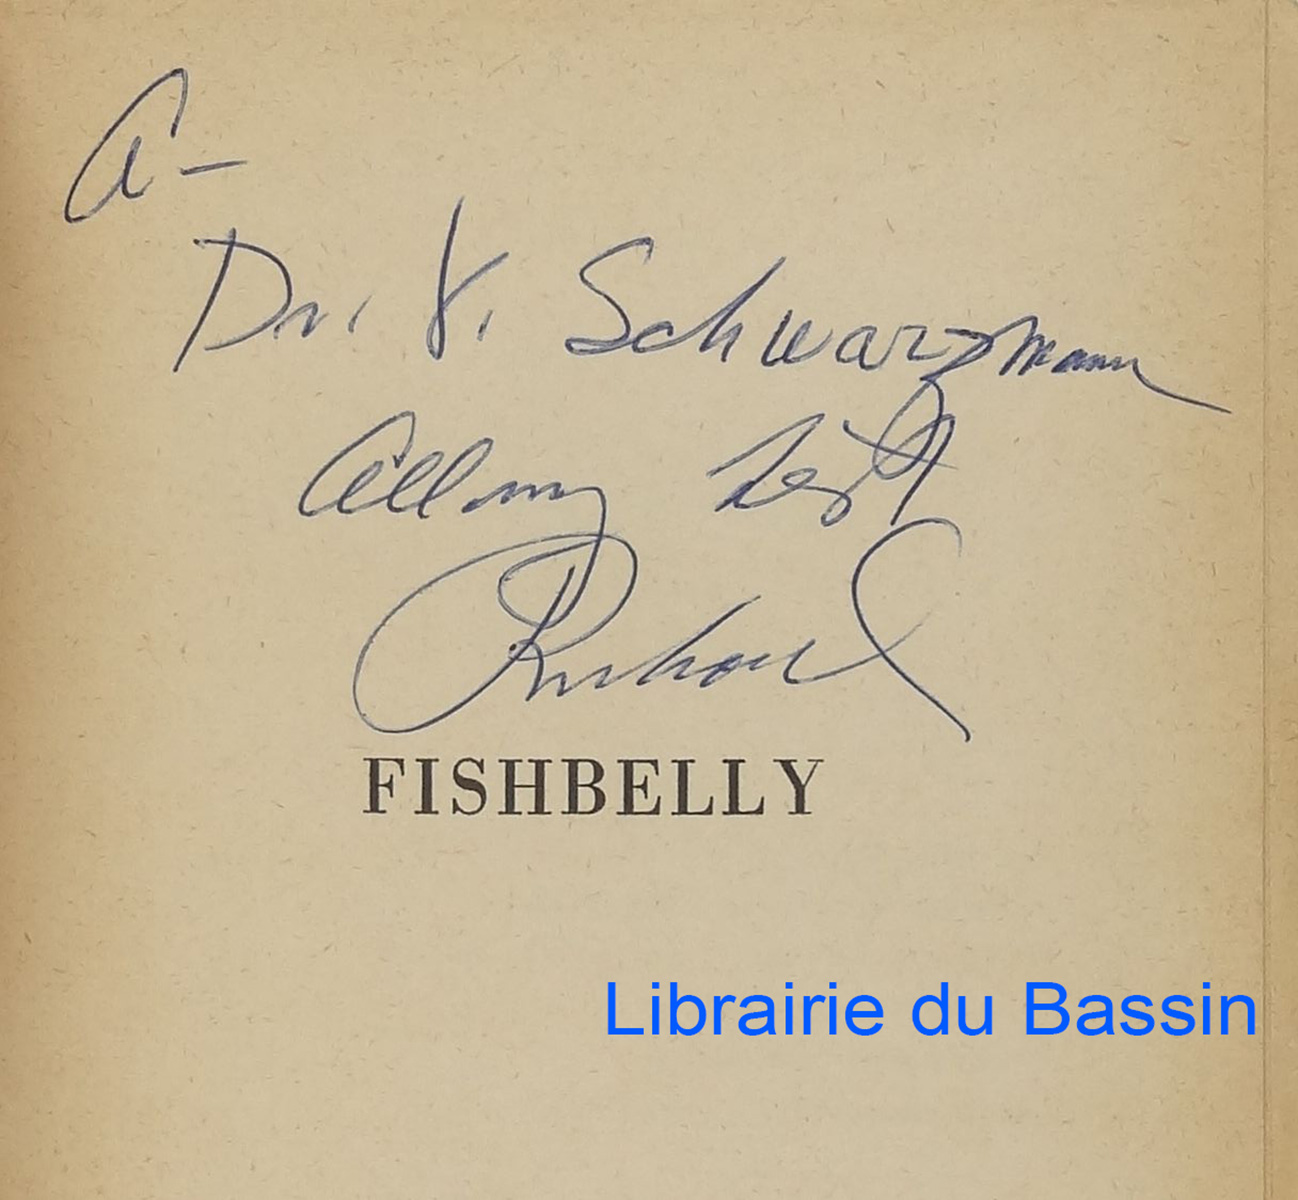 A —
Dr. V. Schwarzmann
All my best
Richard
FISHBELLY
Librairie du Bassin